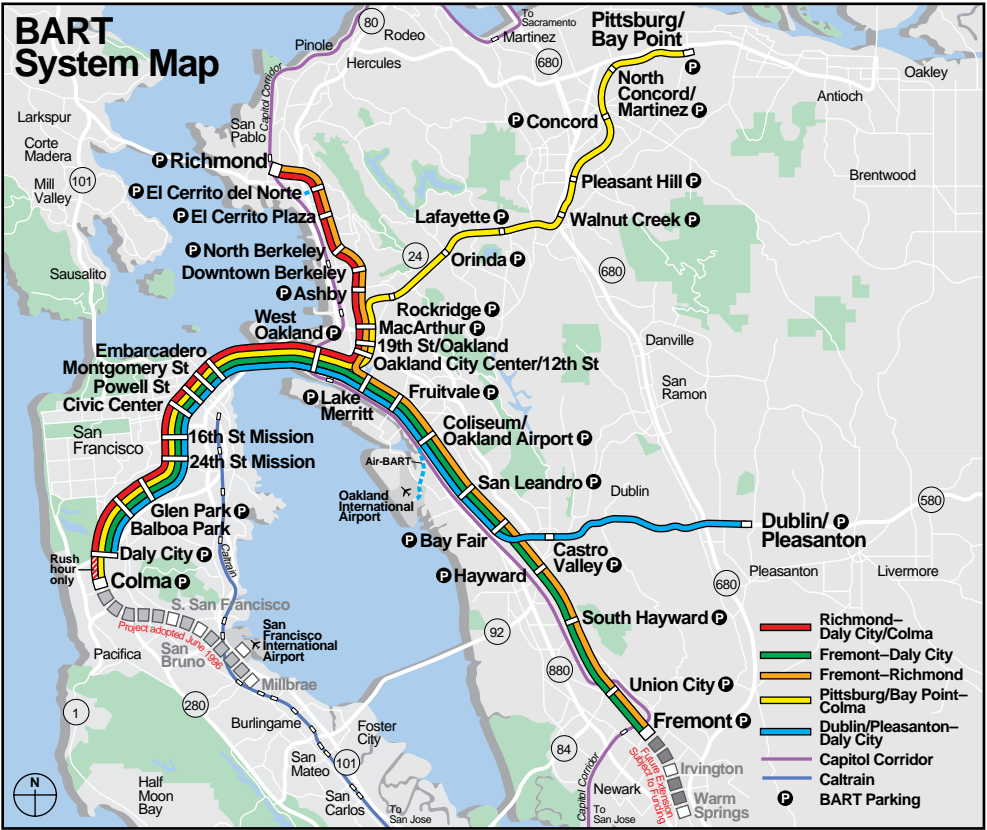 BART
System Map
80
Rodeo
Pinole
Hercules
To
Sacramento
Martinez
680
Pittsburg/
Bay Point
P
Oakley
Antioch
Brentwood
North
Concord/
Martinez P
P Concord
Larkspur
Corte
Madera
101
Mill
Valley
Sausalito
San
Pablo
Capitol Corridor
P Richmond
P El Cerrito del Norte
P El Cerrito Plaza
P North Berkeley
Downtown Berkeley
P Ashby
Pleasant Hill P
Walnut Creek P
Lafayette P
24
Orinda P
680
Rockridge P
MacArthur P
19th St/Oakland
Oakland City Center/12th St
West
Oakland P
Danville
San
Ramon
Embarcadero
Montgomery St
Powell St
Civic Center
San
Francisco
16th St Mission
24th St Mission
Glen Park P
Balboa Park
Daly City P
Rush
hour
only
Colma P
P Lake
Merritt
Fruitvale P
Coliseum/
Oakland Airport P
Air-BART
Oakland
International
Airport
San Leandro P
Dublin
580
P Bay Fair
Castro
Valley P
Dublin/ P
Pleasanton
Pleasanton
Livermore
680
P Hayward
South Hayward P
92
880
Union City P
Fremont P
84
Caltrain
S. San Francisco
Project adopted June 1996
San
Bruno
San
Francisco
International
Airport
Millbrae
Pacifica
1
280
Burlingame
Foster
City
San
Mateo
101
San
Carlos
Half
Moon
Bay
To
San Jose
N
Capitol Corridor
Newark
To
San Jose
Future Extension
Subject to Funding
Irvington
Warm
Springs
Richmond–
Daly City/Colma
Fremont–Daly City
Fremont–Richmond
Pittsburg/Bay Point–
Colma
Dublin/Pleasanton–
Daly City
Capitol Corridor
Caltrain
P BART Parking